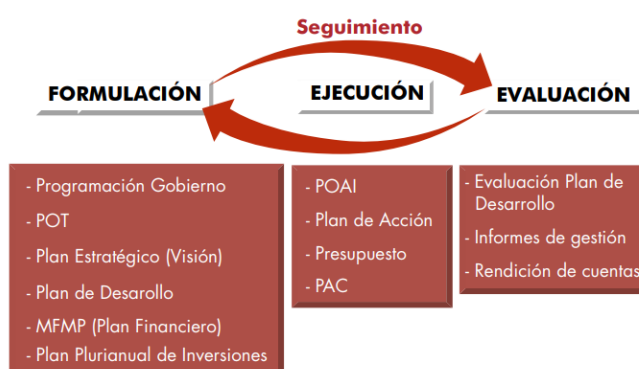 Seguimiento
FORMULACIÓN
EJECUCIÓN
EVALUACIÓN
- Programación Gobierno
- POT
- Plan Estratégico (Visión)
- Plan de Desarollo
- MFMP (Plan Financiero)
- Plan Plurianual de Inversiones
- POAI
- Plan de Acción
- Presupuesto
- PAC
- Evaluación Plan de
Desarrollo
- Informes de gestión
- Rendición de cuentas